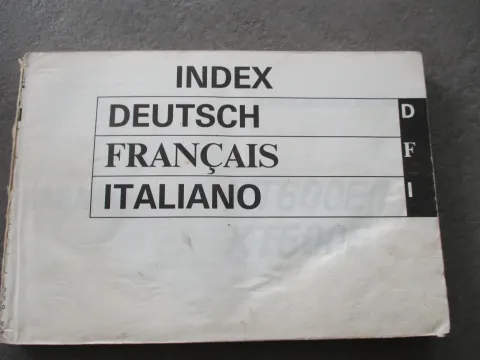 INDEX
DEUTSCH D
FRANÇAIS F
ITALIANO I